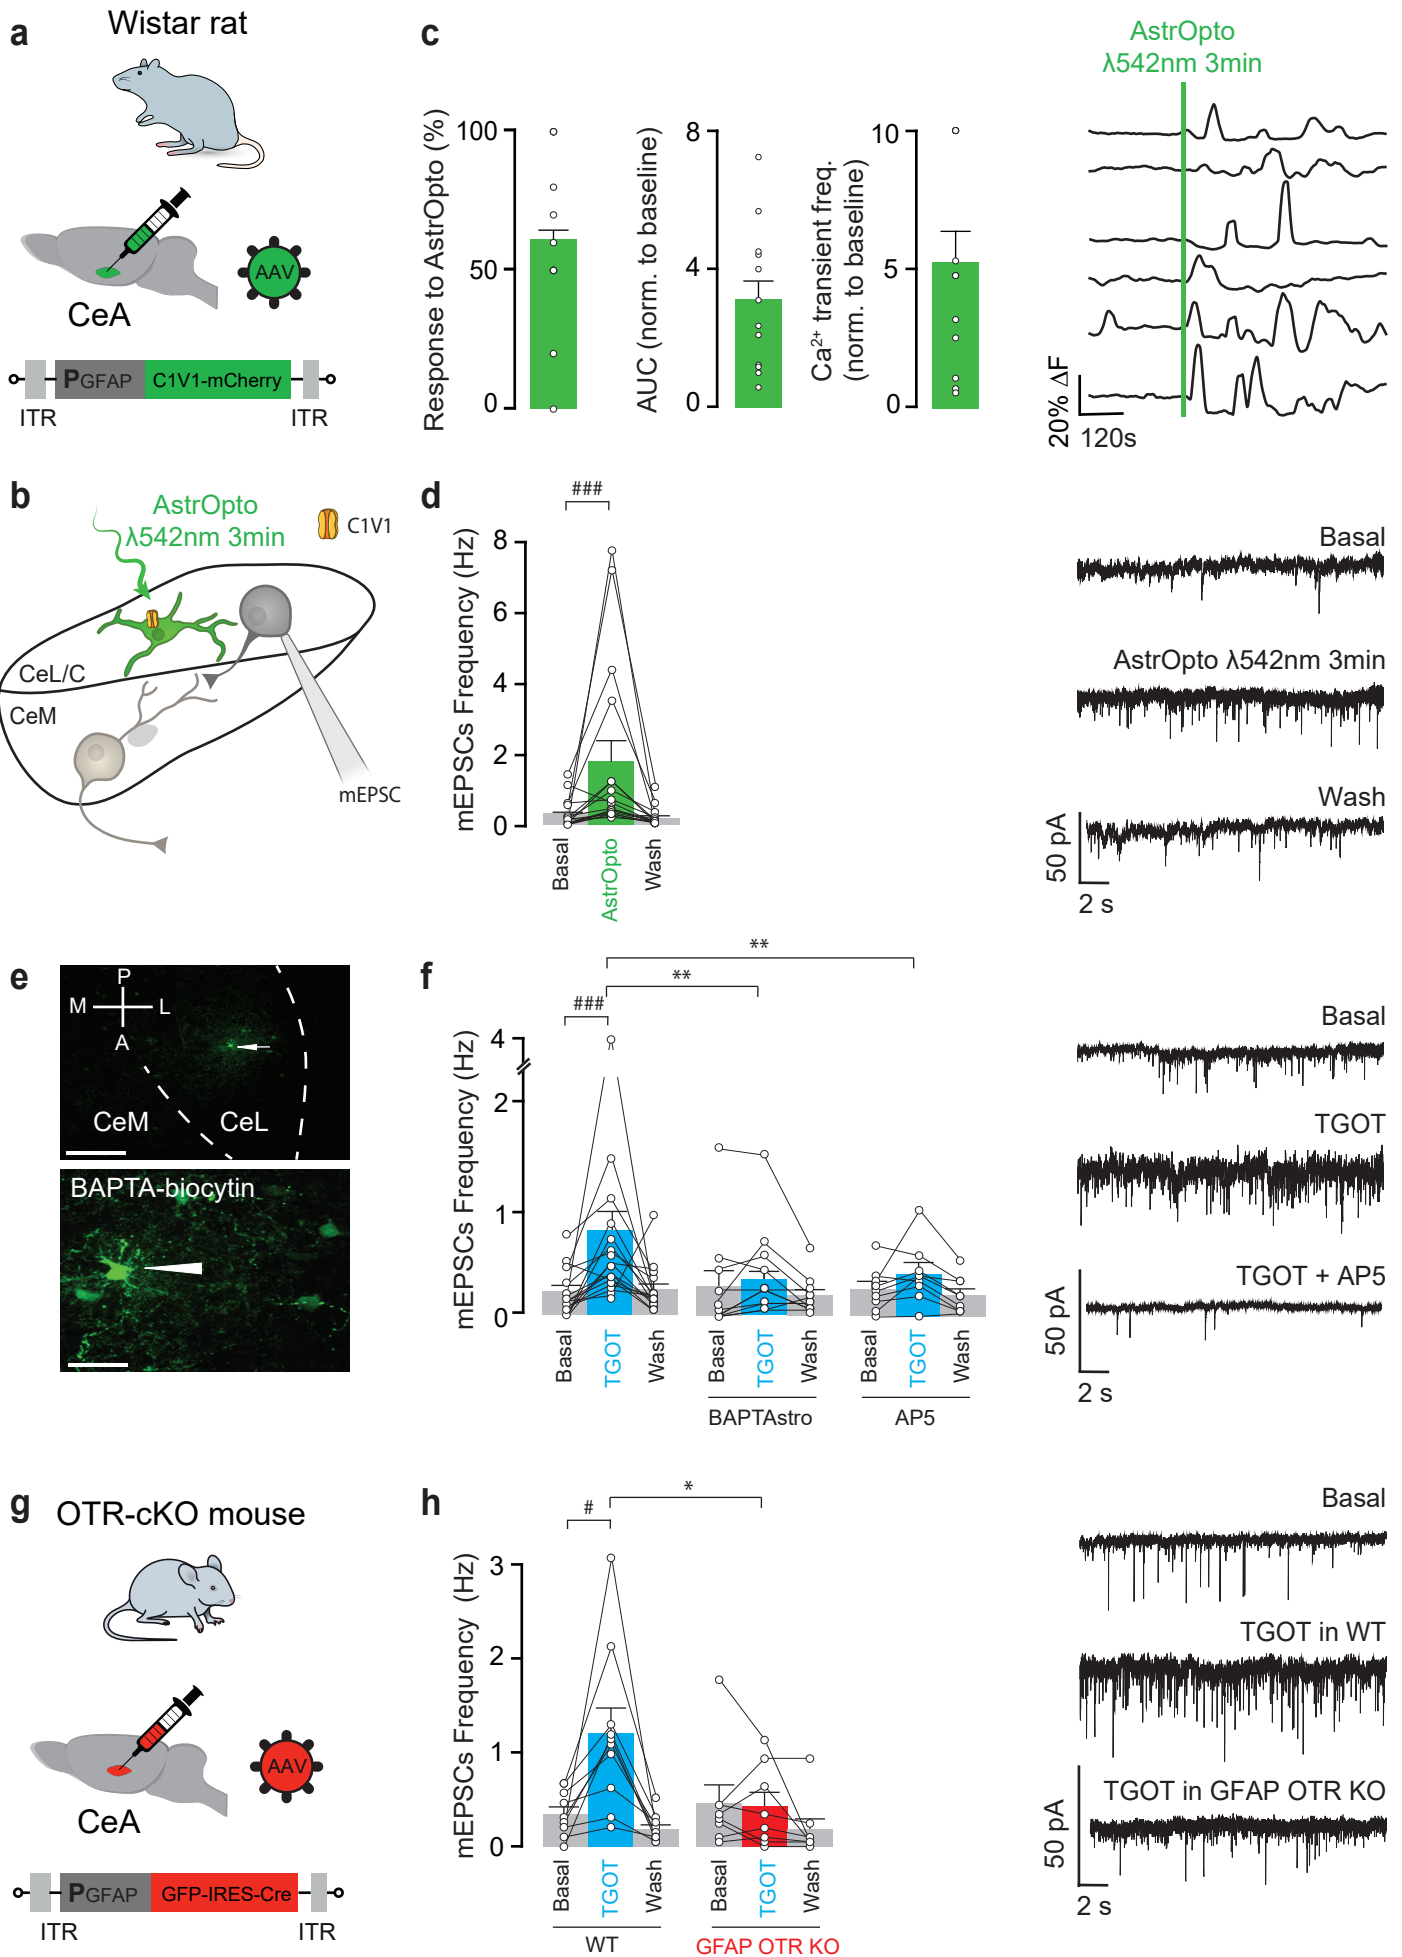 a
Wistar rat
CeA
AAV
PGFAP
C1V1-mCherry
ITR
ITR
b
AstrOpto
λ542nm 3min
C1V1
CeL/C
CeM
mEPSC
c
Response to AstrOpto (%)
100
50
0
AUC (norm. to baseline)
8
4
0
Ca2+ transient freq.
(norm. to baseline)
10
5
0
AstrOpto
λ542nm 3min
20% ΔF
120s
d
###
mEPSCs Frequency (Hz)
8
6
4
2
0
Basal
AstrOpto
Wash
Basal
AstrOpto λ542nm 3min
Wash
50 pA
2 s
e
P
M
L
A
CeM
CeL
BAPTA-biocytin
f
**
**
###
mEPSCs Frequency (Hz)
4
2
1
0
Basal
TGOT
Wash
Basal
TGOT
Wash
BAPTAstro
Basal
TGOT
Wash
AP5
Basal
TGOT
TGOT + AP5
50 pA
2 s
g
OTR-cKO mouse
CeA
AAV
PGFAP
GFP-IRES-Cre
ITR
ITR
h
*
#
mEPSCs Frequency (Hz)
3
2
1
0
Basal
TGOT
Wash
WT
Basal
TGOT
Wash
GFAP OTR KO
Basal
TGOT in WT
TGOT in GFAP OTR KO
50 pA
2 s